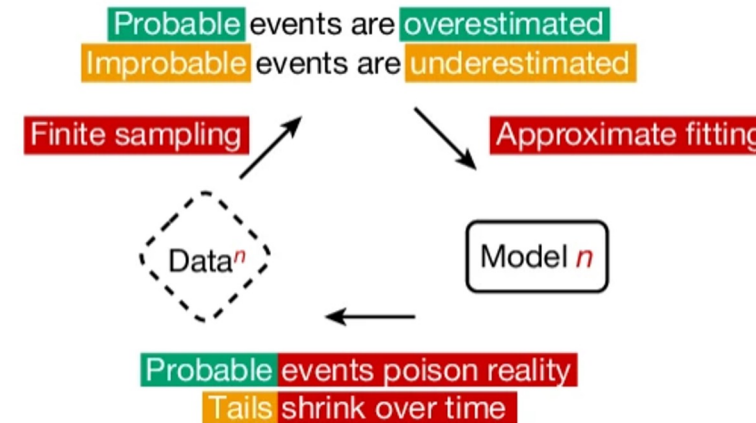 Probable events are overestimated
Improbable events are underestimated
Finite sampling
Approximate fitting
Dataⁿ
Model n
Probable events poison reality
Tails shrink over time